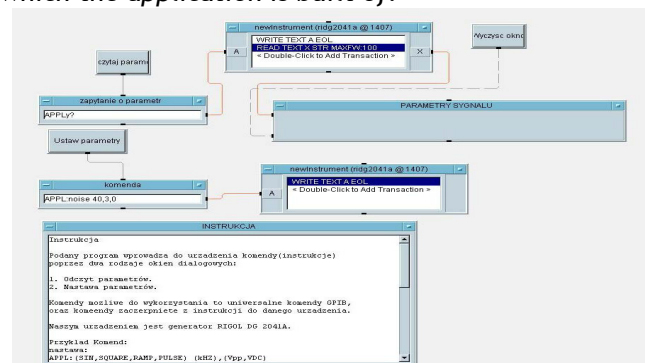 which the application is built of:
newInstrument (ridg2041a @ 1407)
WRITE TEXT A EOL
A
READ TEXT X STR MAXFW:100
X
< Double-Click to Add Transaction >
Wyczysc okno
czytaj param
zapytanie o parametr
APPLy?
PARAMETRY SYGNALU
Ustaw parametry
newInstrument (ridg2041a @ 1407)
komenda
WRITE TEXT A EOL
A
< Double-Click to Add Transaction >
APPL:noise 40,3,0
INSTRUKCJA
Instrukcja
Podany program wprowadza do urzadzenia komendy(instrukcje)
poprzez dwa rodzaje okien dialogowych:
1. Odczyt parametrów.
2. Nastawa parametrów.
Komendy mozliwe do wykorzystania to uniwersalne komendy GPIB,
oraz komeendy zaczerpniete z instrukcji do danego urzadzenia.
Naszym urzadzeniem jest generator RIGOL DG 2041A.
Przyklad Komend:
nastawa:
APPL:(SIN,SQUARE,RAMP,PULSE) (kHZ),(Vpp,VDC)